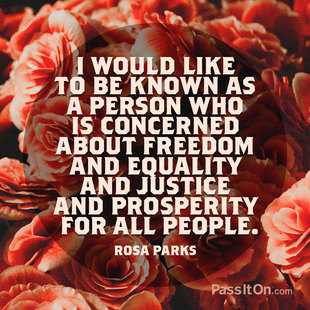 I WOULD LIKE
TO BE KNOWN AS
A PERSON WHO
IS CONCERNED
ABOUT FREEDOM
AND EQUALITY
AND JUSTICE
AND PROSPERITY
FOR ALL PEOPLE.
ROSA PARKS
PassItOn.com